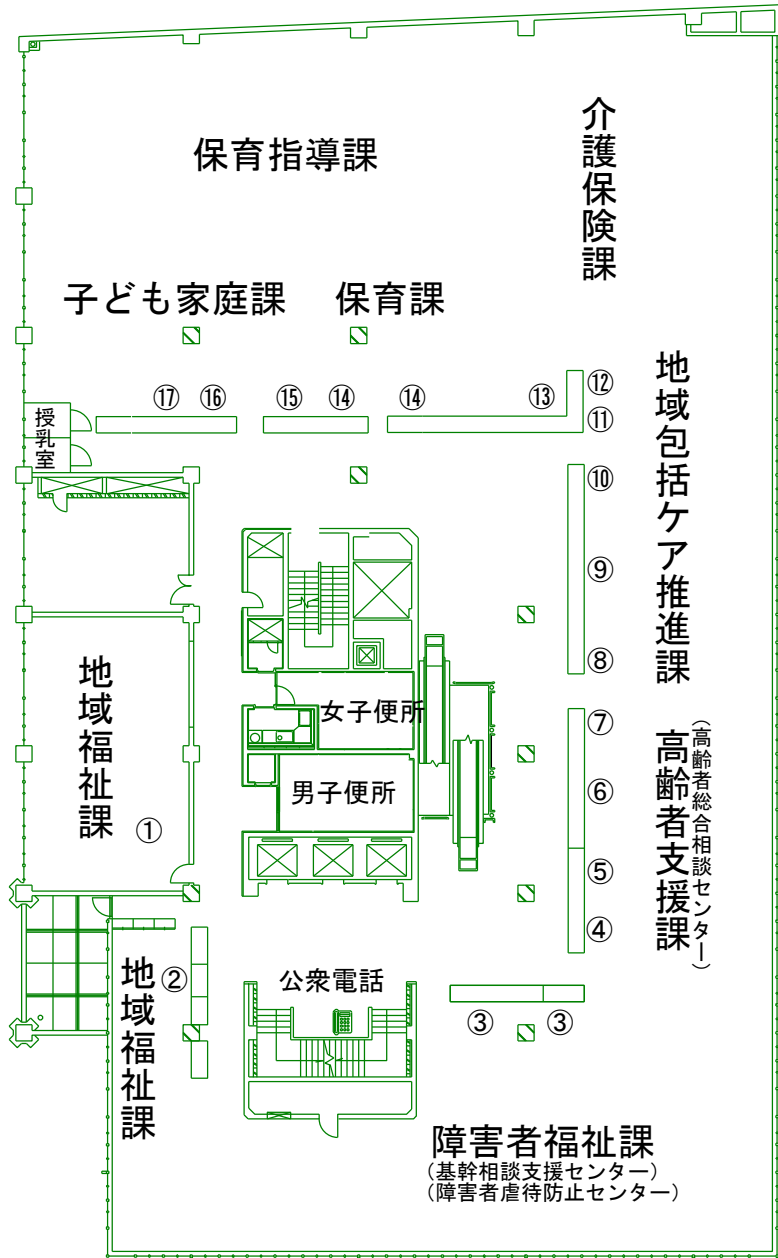 保育指導課
介護保険課
子ども家庭課
保育課
地域包括ケア推進課
⑰
⑯
⑮
⑭
⑭
⑬
⑫
⑪
授乳室
⑩
⑨
⑧
地域福祉課
①
女子便所
男子便所
⑦
⑥
⑤
④
高齢者支援課
(高齢者総合相談センター)
地域福祉課
②
公衆電話
③
③
障害者福祉課
(基幹相談支援センター)
(障害者虐待防止センター)